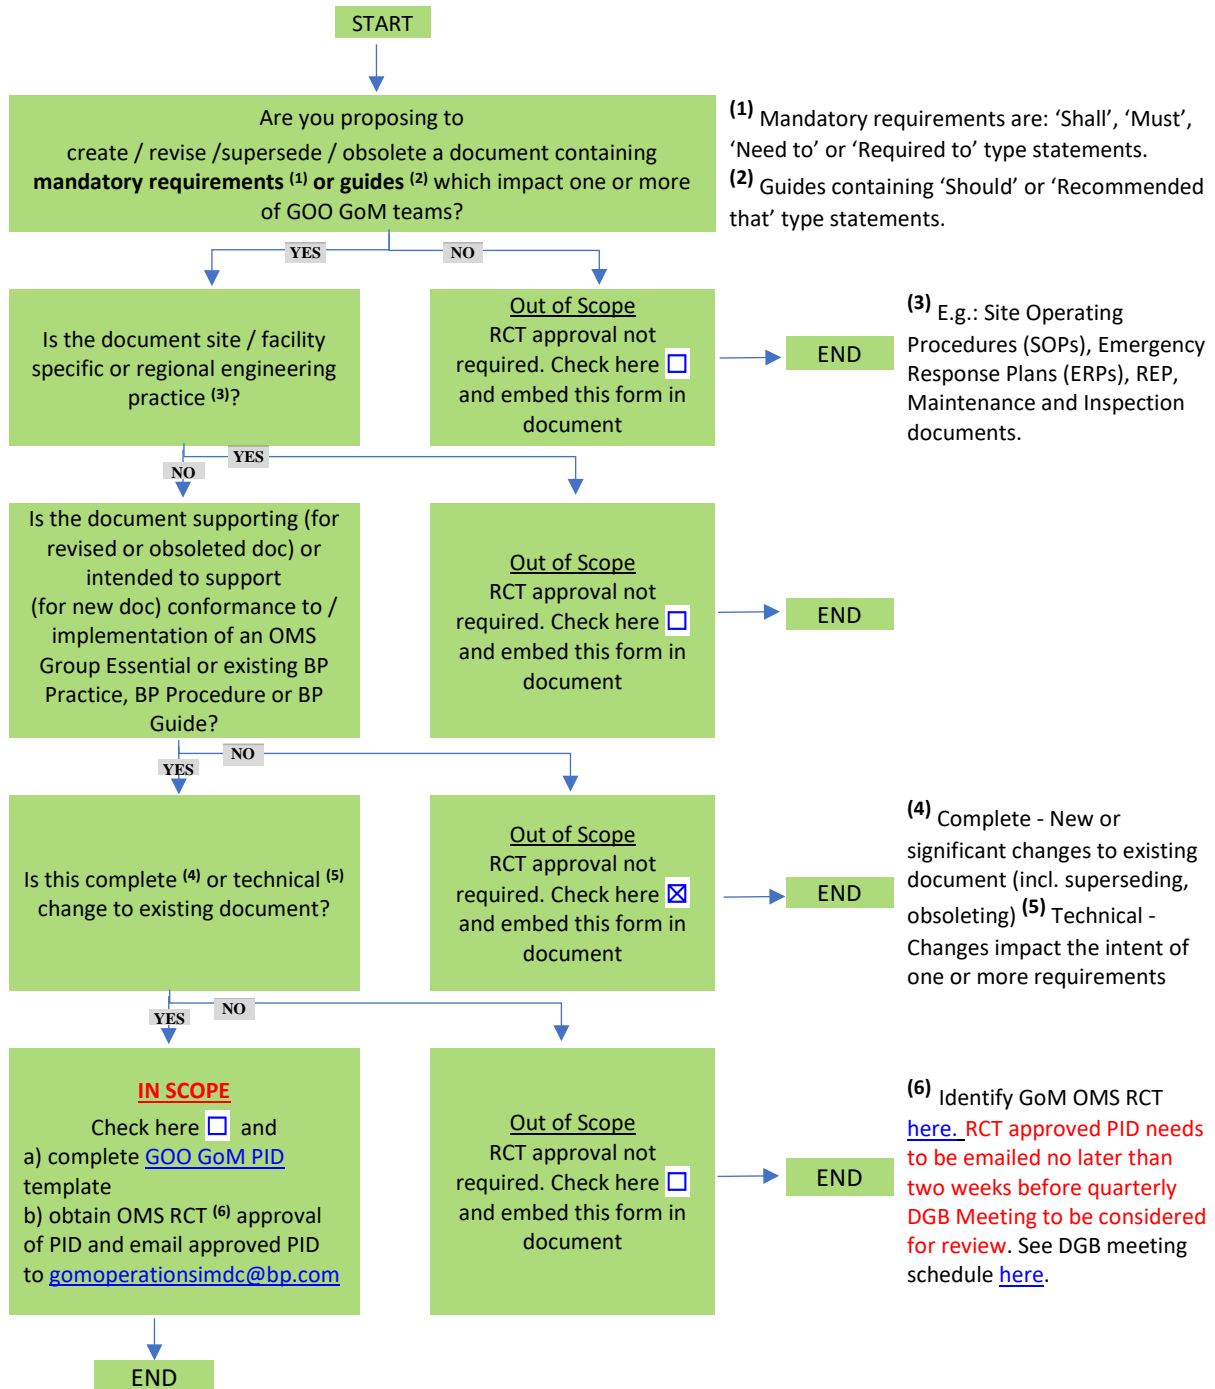 START
Are you proposing to
create / revise /supersede / obsolete a document containing
mandatory requirements (1) or guides (2) which impact one or more
of GOO GoM teams?
(1) Mandatory requirements are: ‘Shall’, ‘Must’,
‘Need to’ or ‘Required to’ type statements.
(2) Guides containing ‘Should’ or ‘Recommended
that’ type statements.
YES
NO
Is the document site / facility
specific or regional engineering
practice (3)?
Out of Scope
RCT approval not
required. Check here ☐
and embed this form in
document
END
(3) E.g.: Site Operating
Procedures (SOPs), Emergency
Response Plans (ERPs), REP,
Maintenance and Inspection
documents.
YES
NO
Is the document supporting (for
revised or obsoleted doc) or
intended to support
(for new doc) conformance to /
implementation of an OMS
Group Essential or existing BP
Practice, BP Procedure or BP
Guide?
Out of Scope
RCT approval not
required. Check here ☐
and embed this form in
document
END
NO
YES
Is this complete (4) or technical (5)
change to existing document?
Out of Scope
RCT approval not
required. Check here ☒
and embed this form in
document
END
(4) Complete - New or
significant changes to existing
document (incl. superseding,
obsoleting) (5) Technical -
Changes impact the intent of
one or more requirements
NO
YES
IN SCOPE
Check here ☐ and
a) complete GOO GoM PID
template
b) obtain OMS RCT (6) approval
of PID and email approved PID
to gomoperationsimdc@bp.com
Out of Scope
RCT approval not
required. Check here ☐
and embed this form in
document
END
(6) Identify GoM OMS RCT
here. RCT approved PID needs
to be emailed no later than
two weeks before quarterly
DGB Meeting to be considered
for review. See DGB meeting
schedule here.
END